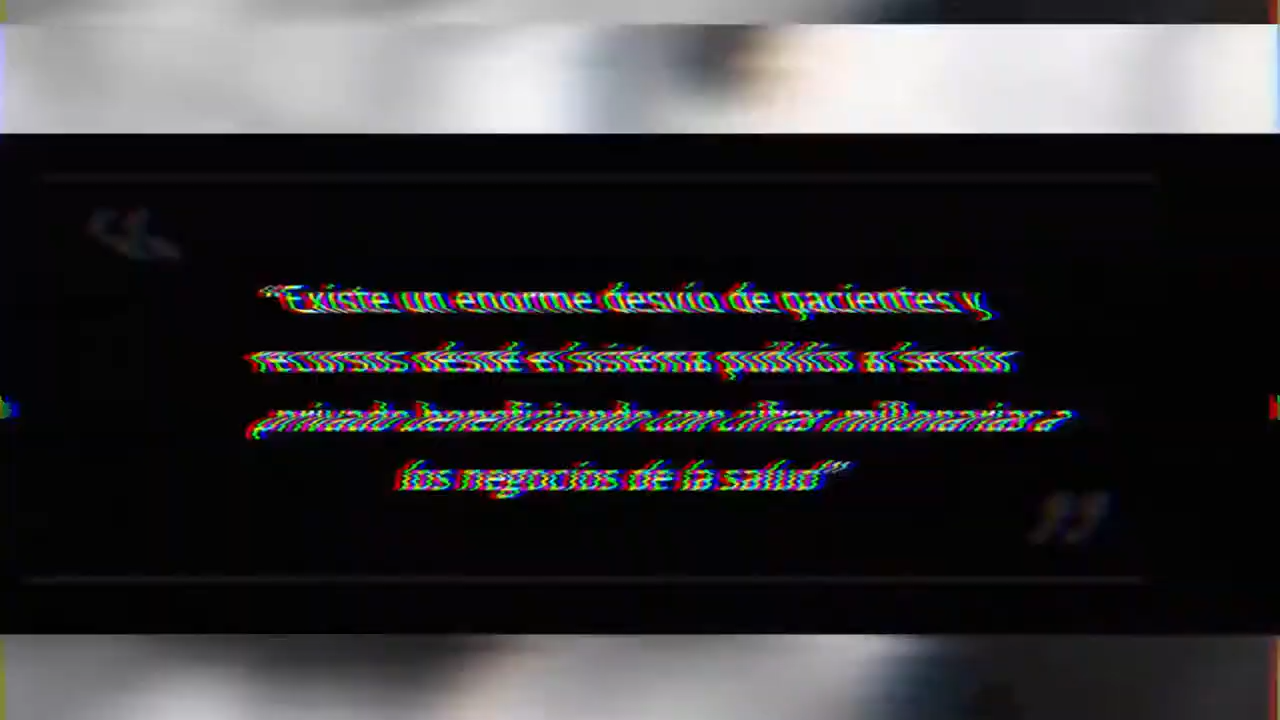 “Existe un enorme desvío de pacientes y
recursos desde el sistema público al sector
privado beneficiando con cifras millonarias a
los negocios de la salud”